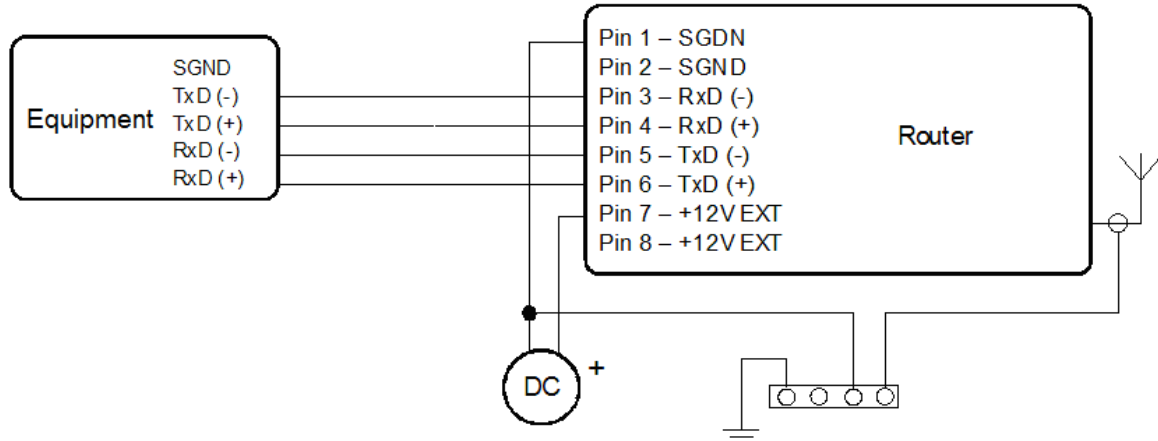 Equipment
SGND
TxD (-)
TxD (+)
RxD (-)
RxD (+)
Pin 1 – SGDN
Pin 2 – SGND
Pin 3 – RxD (-)
Pin 4 – RxD (+)
Pin 5 – TxD (-)
Pin 6 – TxD (+)
Pin 7 – +12V EXT
Pin 8 – +12V EXT
Router
DC
+